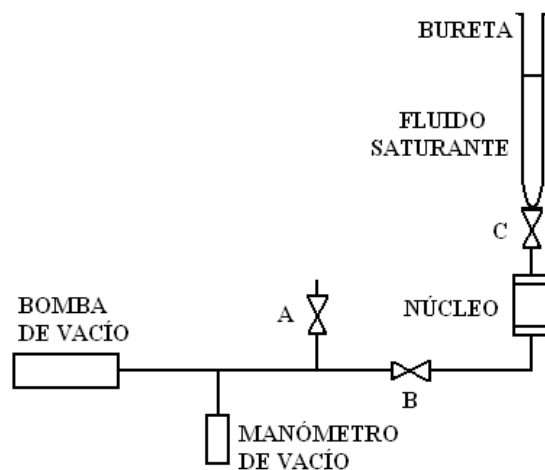 BURETA
FLUIDO
SATURANTE
C
NÚCLEO
BOMBA
DE VACÍO
A
B
MANÓMETRO
DE VACÍO